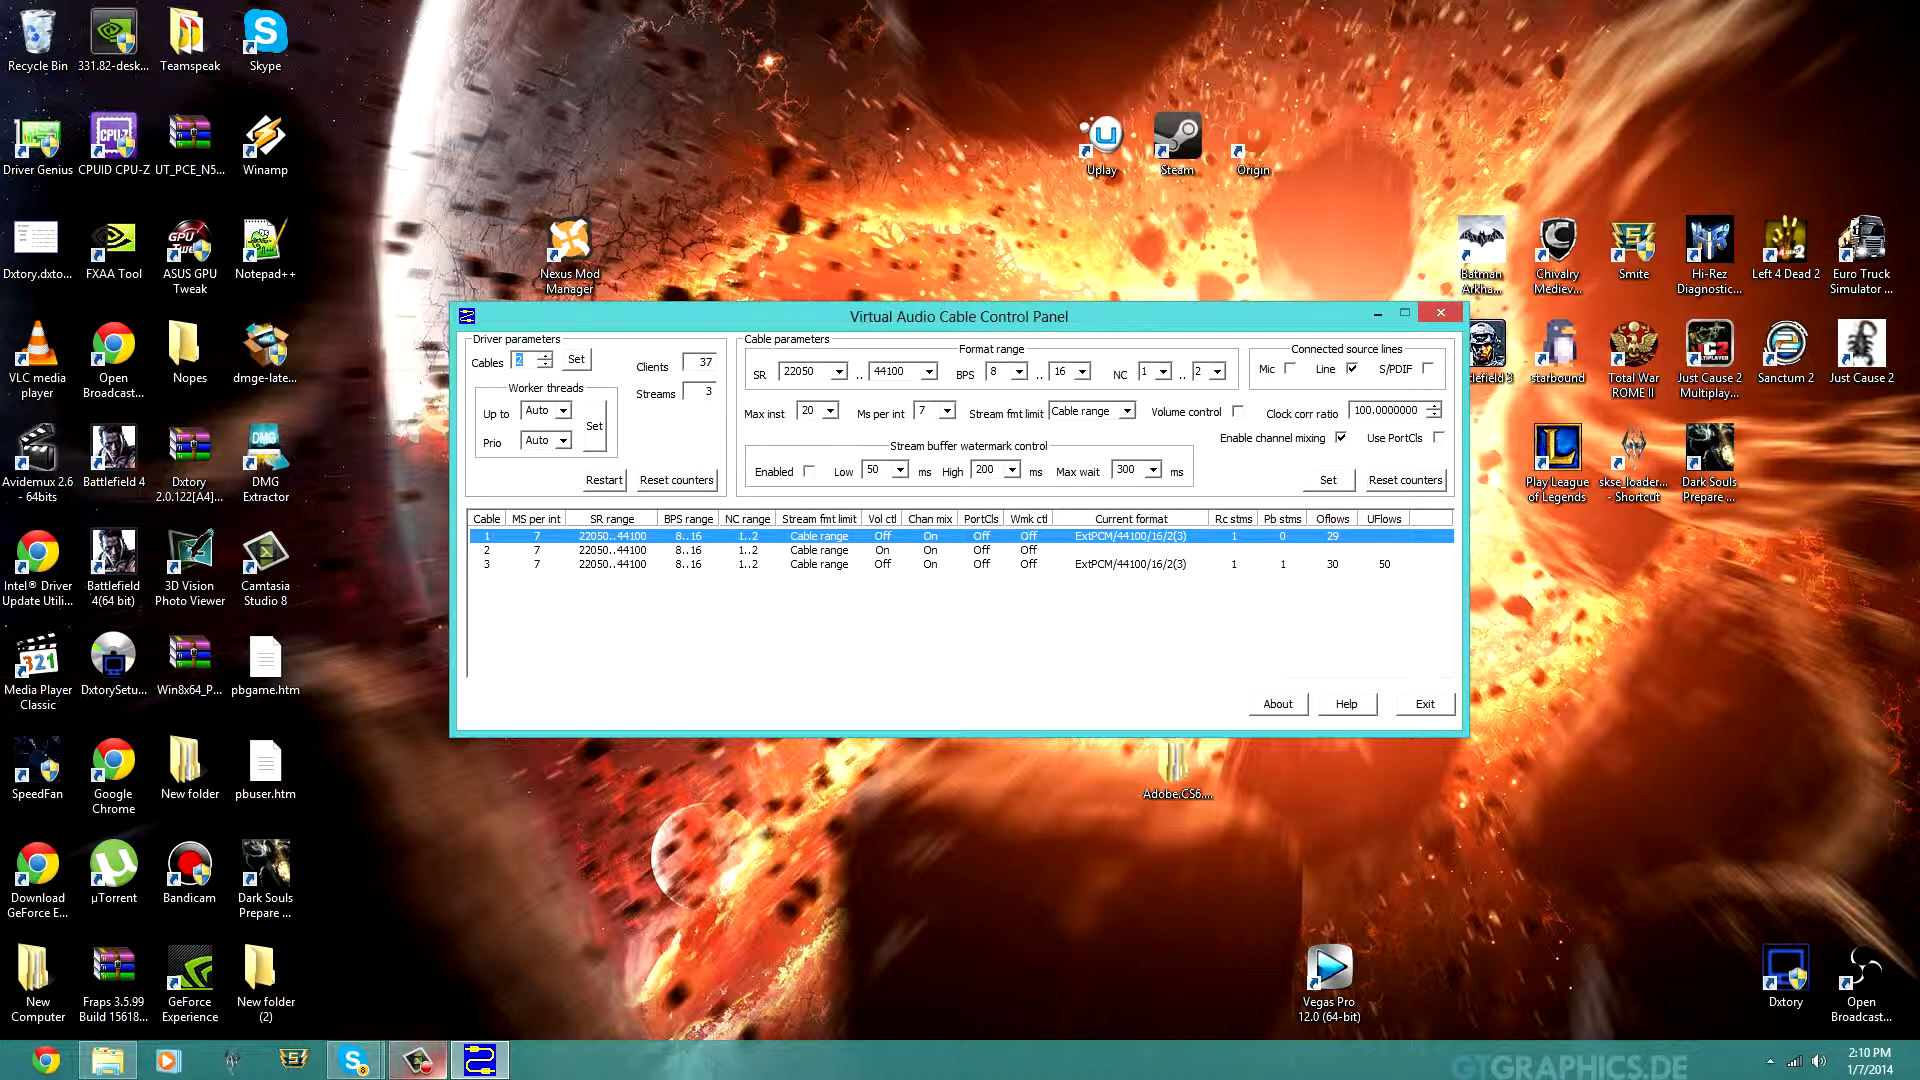 Recycle Bin
331.82-desk...
Teamspeak
Skype
Driver Genius
CPUID CPU-Z
UT_PCE_N5...
Winamp
Dxtory.dxto...
FXAA Tool
ASUS GPU
Tweak
Notepad++
VLC media
player
Open
Broadcast...
Nopes
dmge-late...
Avidemux 2.6
- 64bits
Battlefield 4
Dxtory
2.0.122[A4]...
DMG
Extractor
Intel® Driver
Update Utili...
Battlefield
4(64 bit)
3D Vision
Photo Viewer
Camtasia
Studio 8
Media Player
Classic
DxtorySetu...
Win8x64_P...
pbgame.htm
SpeedFan
Google
Chrome
New folder
pbuser.htm
Download
GeForce E...
µTorrent
Bandicam
Dark Souls
Prepare ...
New
Computer
Fraps 3.5.99
Build 15618...
GeForce
Experience
New folder
(2)
Uplay
Steam
Origin
Nexus Mod
Manager
Batman
Arkha...
Chivalry
Mediev...
Smite
Hi-Rez
Diagnostic...
Left 4 Dead 2
Euro Truck
Simulator ...
tlefield 3
starbound
Total War
ROME II
Just Cause 2
Multiplay...
Sanctum 2
Just Cause 2
Play League
of Legends
skse_loader...
- Shortcut
Dark Souls
Prepare ...
Virtual Audio Cable Control Panel
Driver parameters
Cables 2 Set
Clients 37
Streams 3
Worker threads
Up to Auto
Prio Auto
Set
Restart Reset counters
Cable parameters
Format range
SR 22050 .. 44100 BPS 8 .. 16 NC 1 .. 2
Connected source lines
Mic Line S/PDIF
Max inst 20 Ms per int 7 Stream fmt limit Cable range Volume control Clock corr ratio 100.0000000
Enable channel mixing Use PortCls
Stream buffer watermark control
Enabled Low 50 ms High 200 ms Max wait 300 ms
Set Reset counters
Cable MS per int SR range BPS range NC range Stream fmt limit Vol ctl Chan mix PortCls Wmk ctl Current format Rc stms Pb stms Oflows UFlows
1 7 22050..44100 8..16 1..2 Cable range Off On Off Off ExtPCM/44100/16/2(3) 1 0 29
2 7 22050..44100 8..16 1..2 Cable range On On Off Off
3 7 22050..44100 8..16 1..2 Cable range Off On Off Off ExtPCM/44100/16/2(3) 1 1 30 50
About Help Exit
Adobe.CS6....
Vegas Pro
12.0 (64-bit)
Dxtory
Open
Broadcast...
GTGRAPHICS.DE
2:10 PM
1/7/2014